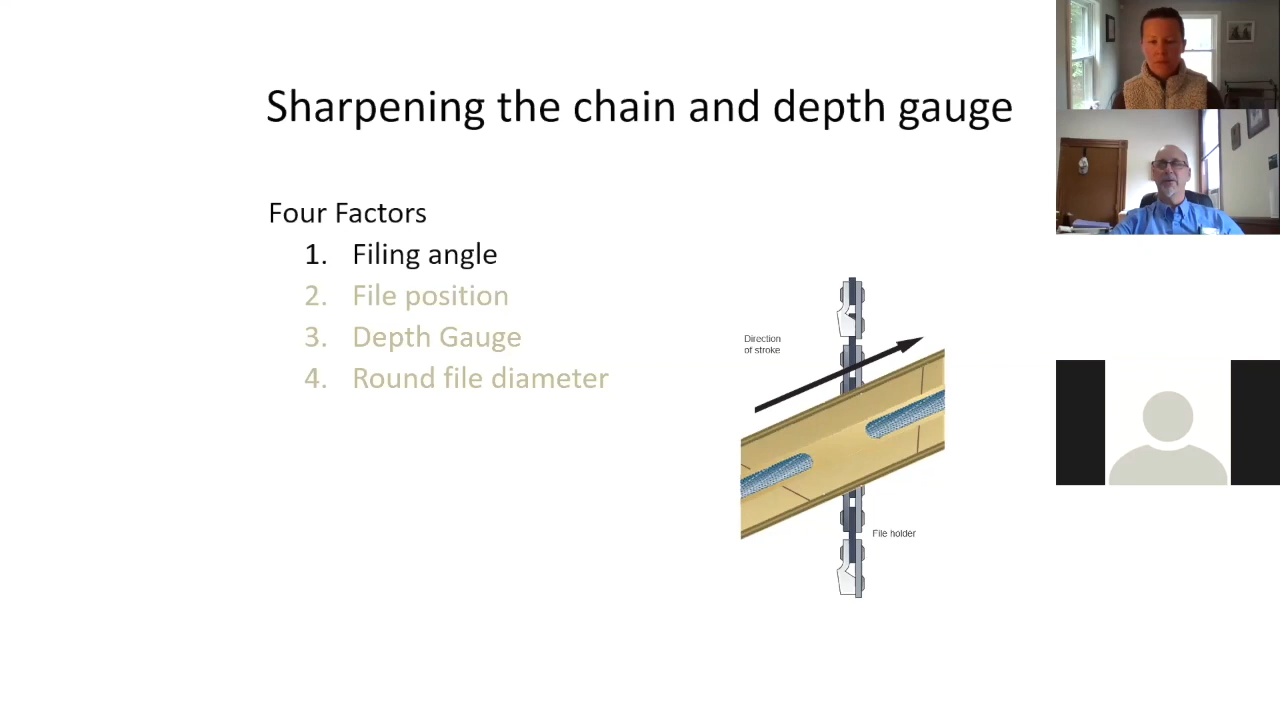 Sharpening the chain and depth gauge
Four Factors
1. Filing angle
2. File position
3. Depth Gauge
4. Round file diameter
Direction
of stroke
File holder